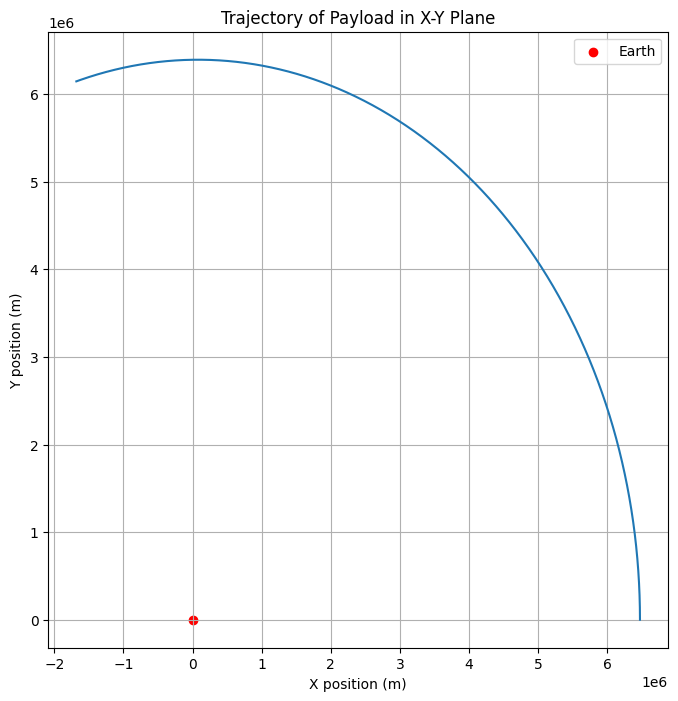 Trajectory of Payload in X-Y Plane
1e6
Earth
6
5
4
3
2
1
0
Y position (m)
−2 −1 0 1 2 3 4 5 6
1e6
X position (m)